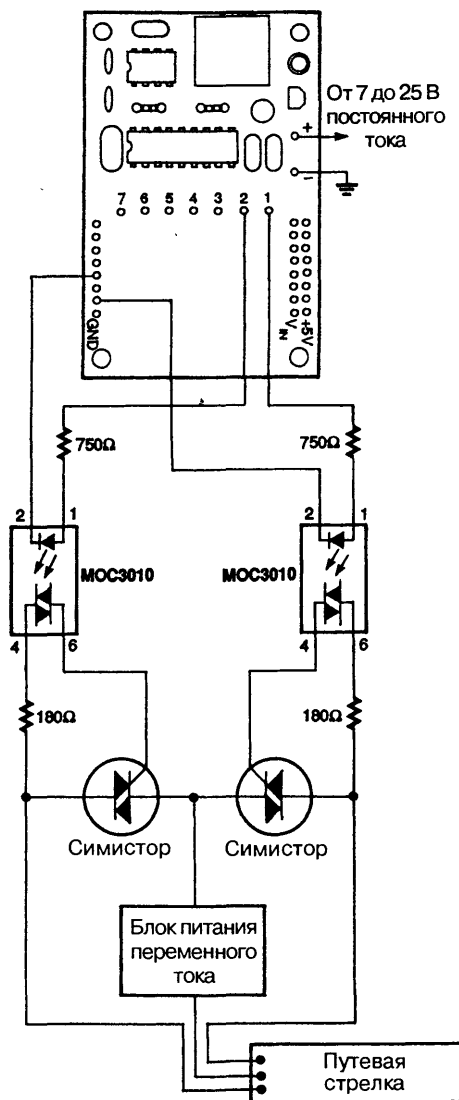 От 7 до 25 В
постоянного
тока
+
-
7 6 5 4 3 2 1
GND
V IN
+5V
750Ω
750Ω
2 1
2 1
MOC3010
MOC3010
4 6
4 6
180Ω
180Ω
Симистор
Симистор
Блок питания
переменного
тока
Путевая
стрелка